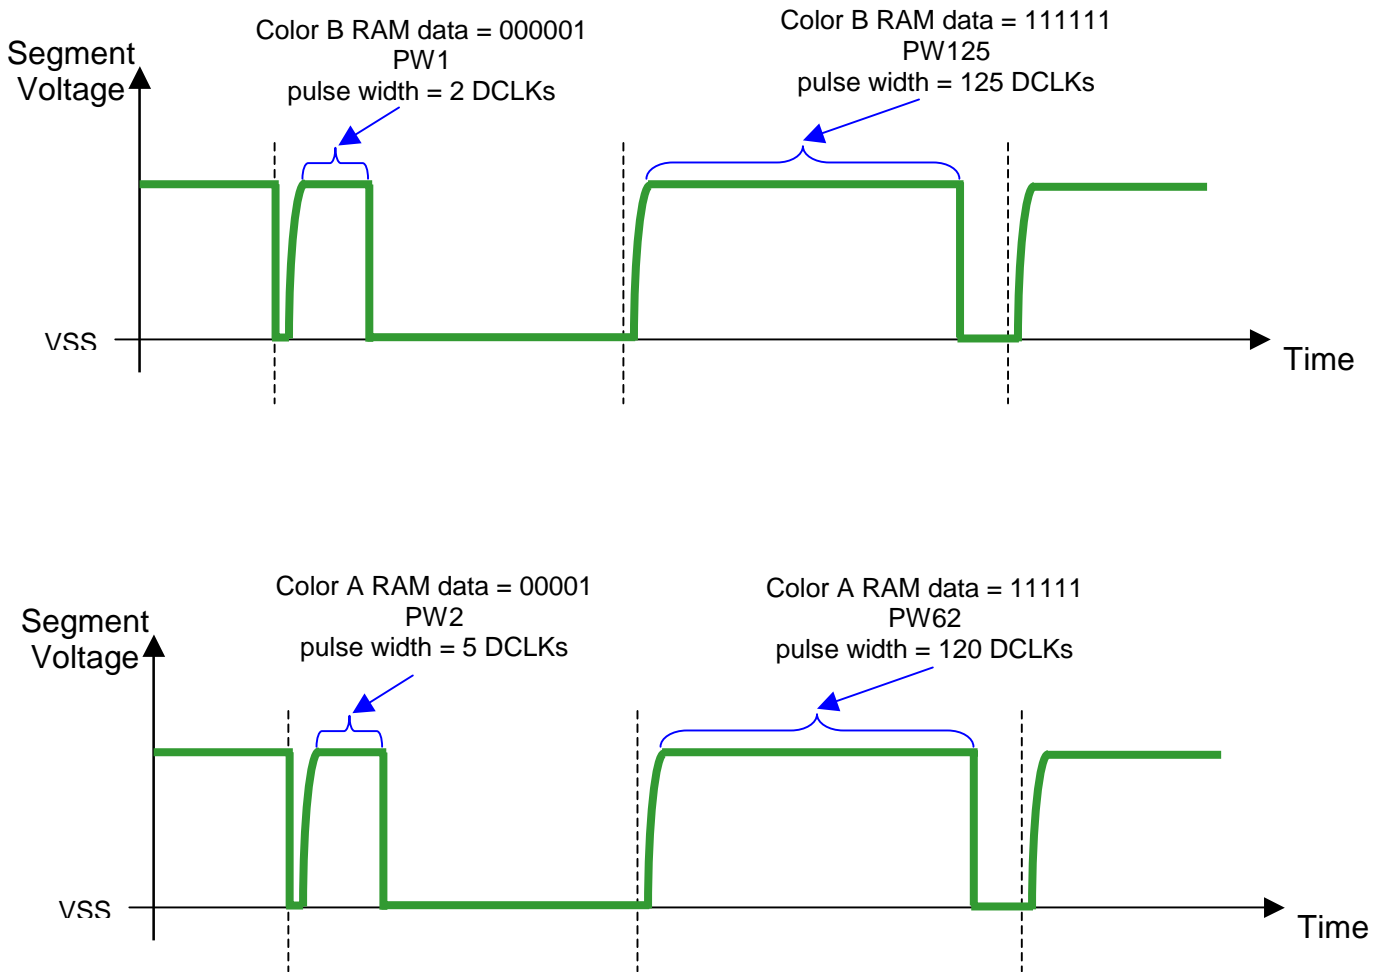 Color B RAM data = 000001
PW1
pulse width = 2 DCLKs
Color B RAM data = 111111
PW125
pulse width = 125 DCLKs
Segment
Voltage
VSS
Time
Color A RAM data = 00001
PW2
pulse width = 5 DCLKs
Color A RAM data = 11111
PW62
pulse width = 120 DCLKs
Segment
Voltage
VSS
Time